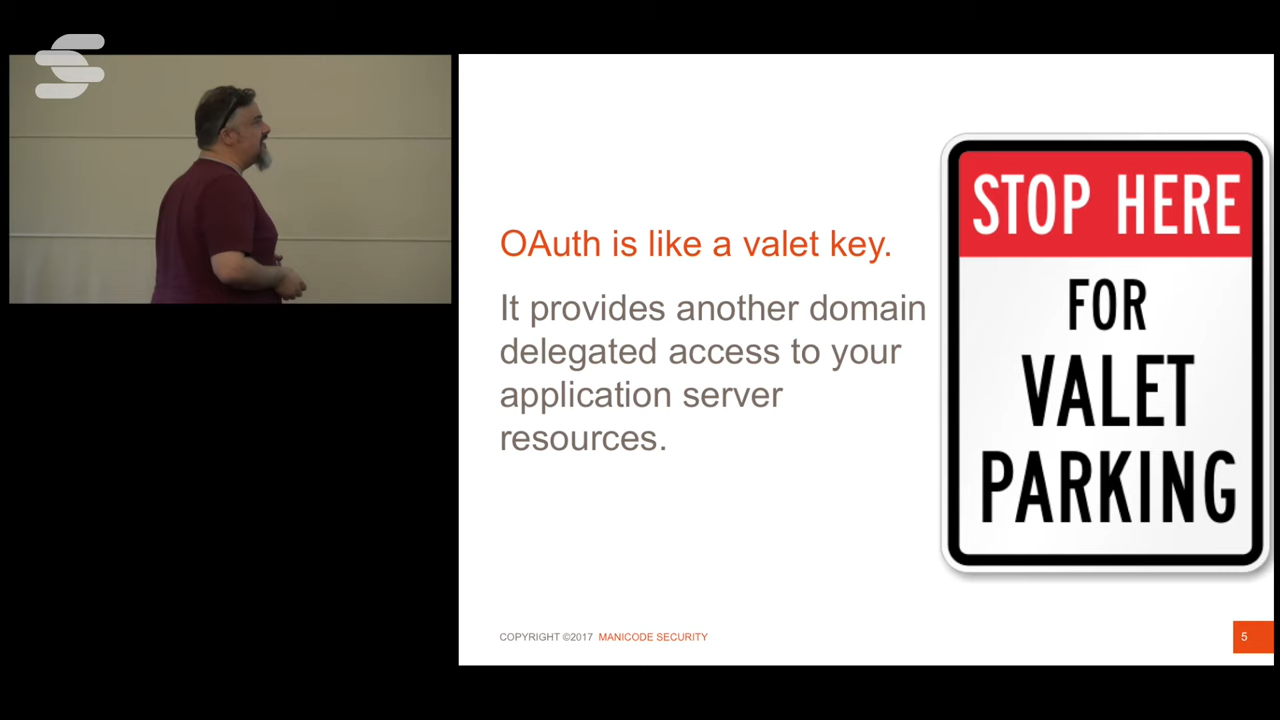 OAuth is like a valet key.
It provides another domain
delegated access to your
application server
resources.
STOP HERE
FOR
VALET
PARKING
COPYRIGHT ©2017 MANICODE SECURITY
5